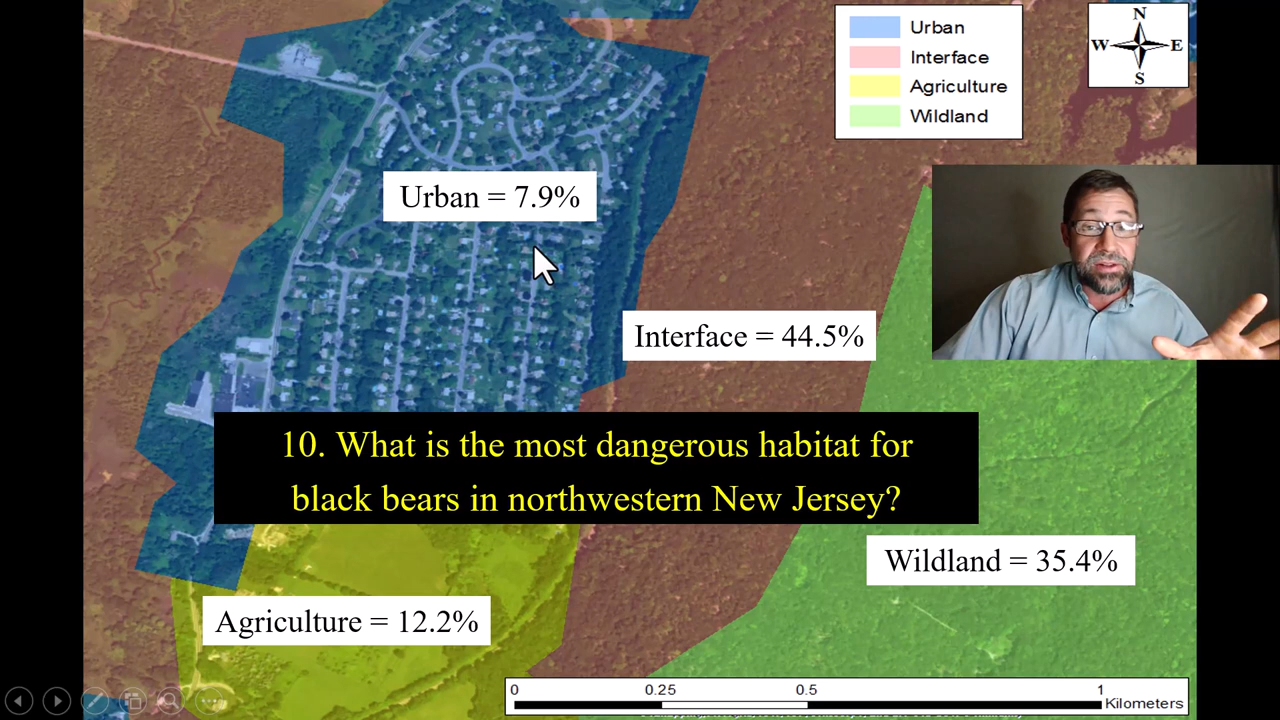 Urban
Interface
Agriculture
Wildland
N
W E
S
Urban = 7.9%
Interface = 44.5%
10. What is the most dangerous habitat for
black bears in northwestern New Jersey?
Wildland = 35.4%
Agriculture = 12.2%
0 0.25 0.5 1
Kilometers